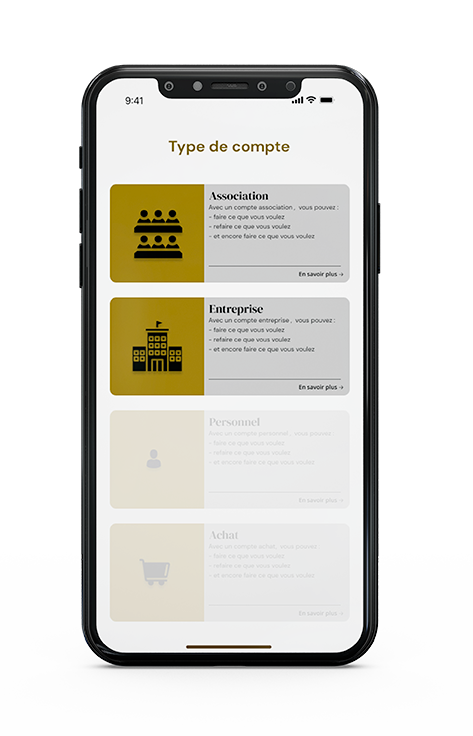 9:41
Type de compte
Association
Avec un compte association , vous pouvez :
- faire ce que vous voulez
- refaire ce que vous voulez
- et encore faire ce que vous voulez
En savoir plus →
Entreprise
Avec un compte entreprise , vous pouvez :
- faire ce que vous voulez
- refaire ce que vous voulez
- et encore faire ce que vous voulez
En savoir plus →
Personnel
Avec un compte personnel , vous pouvez :
- faire ce que vous voulez
- refaire ce que vous voulez
- et encore faire ce que vous voulez
En savoir plus →
Achat
Avec un compte achat , vous pouvez :
- faire ce que vous voulez
- refaire ce que vous voulez
- et encore faire ce que vous voulez
En savoir plus →